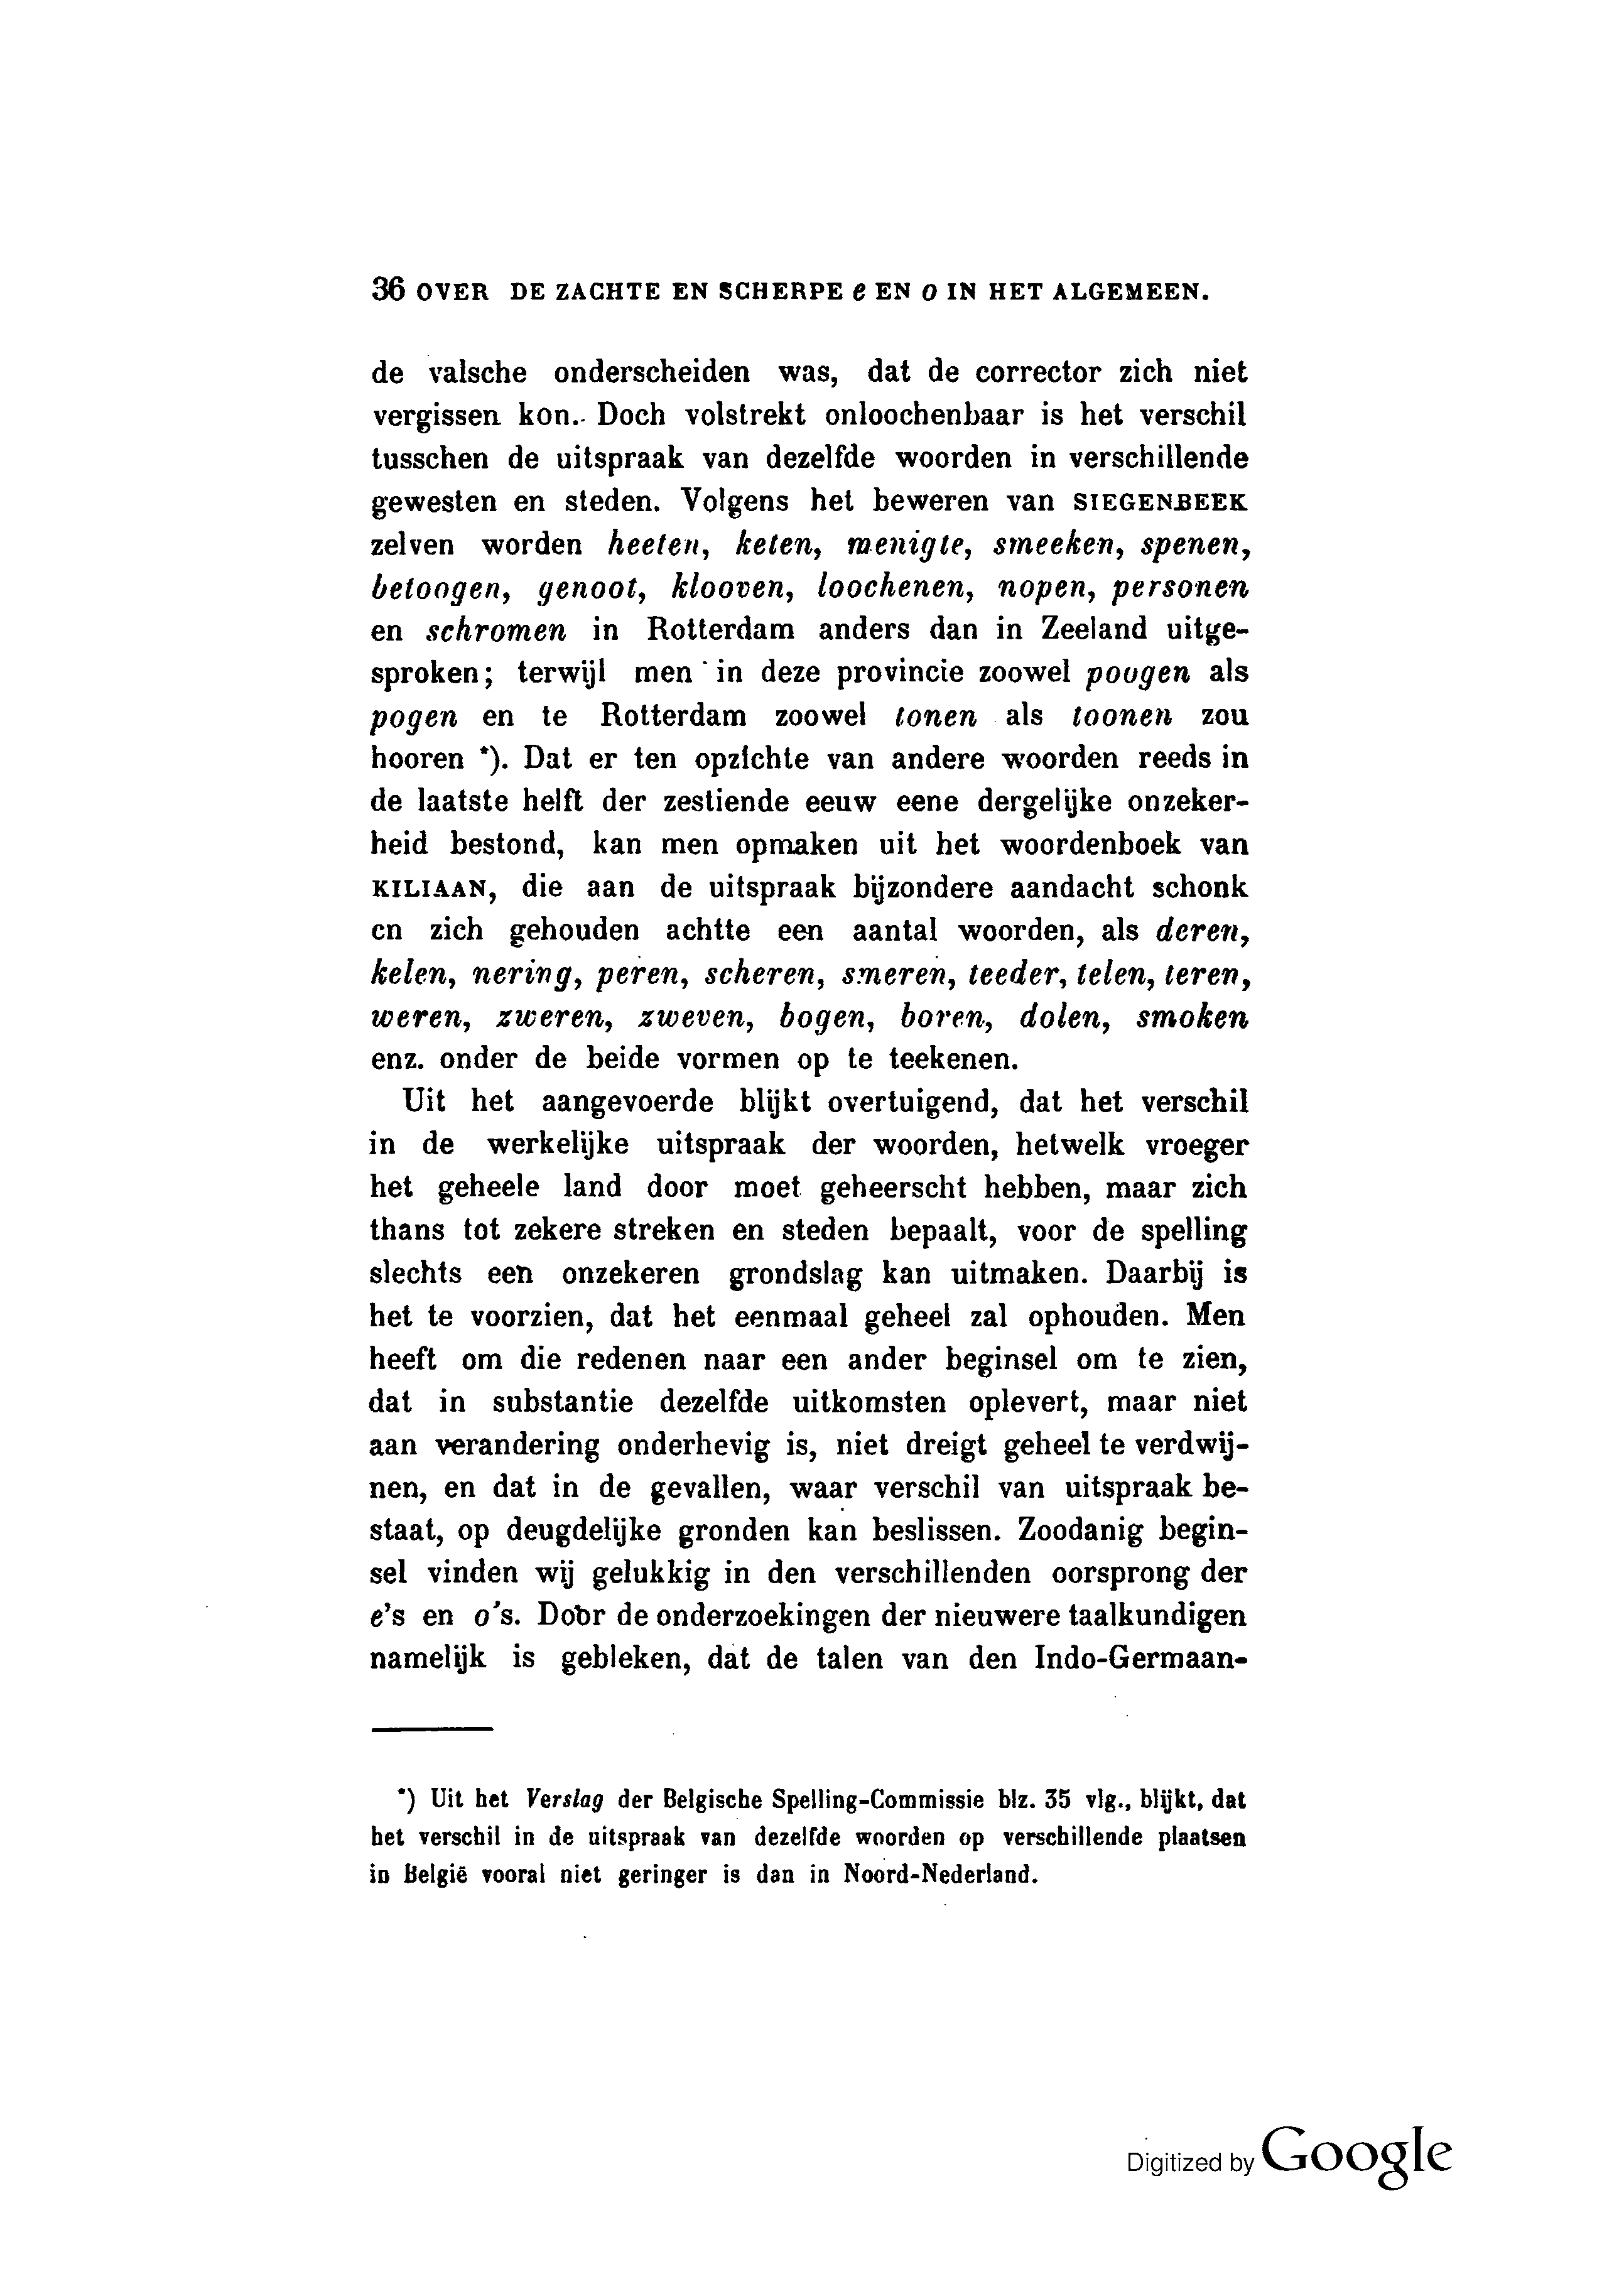 36 OVER DE ZACHTE EN SCHERPE e EN o IN HET ALGEMEEN.
de valsche onderscheiden was, dat de corrector zich niet
vergissen kon. Doch volstrekt onloochenbaar is het verschil
tusschen de uitspraak van dezelfde woorden in verschillende
gewesten en steden. Volgens het beweren van SIEGENBEEK
zelven worden heeten, keten, menigte, smeeken, spenen,
betoogen, genoot, klooven, loochenen, nopen, personen
en schromen in Rotterdam anders dan in Zeeland uitge-
sproken; terwijl men in deze provincie zoowel poogen als
pogen en te Rotterdam zoowel tonen als toonen zou
hooren *). Dat er ten opzichte van andere woorden reeds in
de laatste helft der zestiende eeuw eene dergelijke onzeker-
heid bestond, kan men opmaken uit het woordenboek van
KILIAAN, die aan de uitspraak bijzondere aandacht schonk
en zich gehouden achtte een aantal woorden, als deren,
kelen, nering, peren, scheren, smeren, teeder, telen, teren,
weren, zweren, zweven, bogen, boren, dolen, smoken
enz. onder de beide vormen op te teekenen.
Uit het aangevoerde blijkt overtuigend, dat het verschil
in de werkelijke uitspraak der woorden, hetwelk vroeger
het geheele land door moet geheerscht hebben, maar zich
thans tot zekere streken en steden bepaalt, voor de spelling
slechts een onzekeren grondslag kan uitmaken. Daarbij is
het te voorzien, dat het eenmaal geheel zal ophouden. Men
heeft om die redenen naar een ander beginsel om te zien,
dat in substantie dezelfde uitkomsten oplevert, maar niet
aan verandering onderhevig is, niet dreigt geheel te verdwij-
nen, en dat in de gevallen, waar verschil van uitspraak be-
staat, op deugdelijke gronden kan beslissen. Zoodanig begin-
sel vinden wij gelukkig in den verschillenden oorsprong der
e's en o's. Door de onderzoekingen der nieuwere taalkundigen
namelijk is gebleken, dat de talen van den Indo-Germaan-
*) Uit het Verslag der Belgische Spelling-Commissie blz. 35 vlg., blijkt, dat
het verschil in de uitspraak van dezelfde woorden op verschillende plaatsen
in België vooral niet geringer is dan in Noord-Nederland.
Digitized by Google